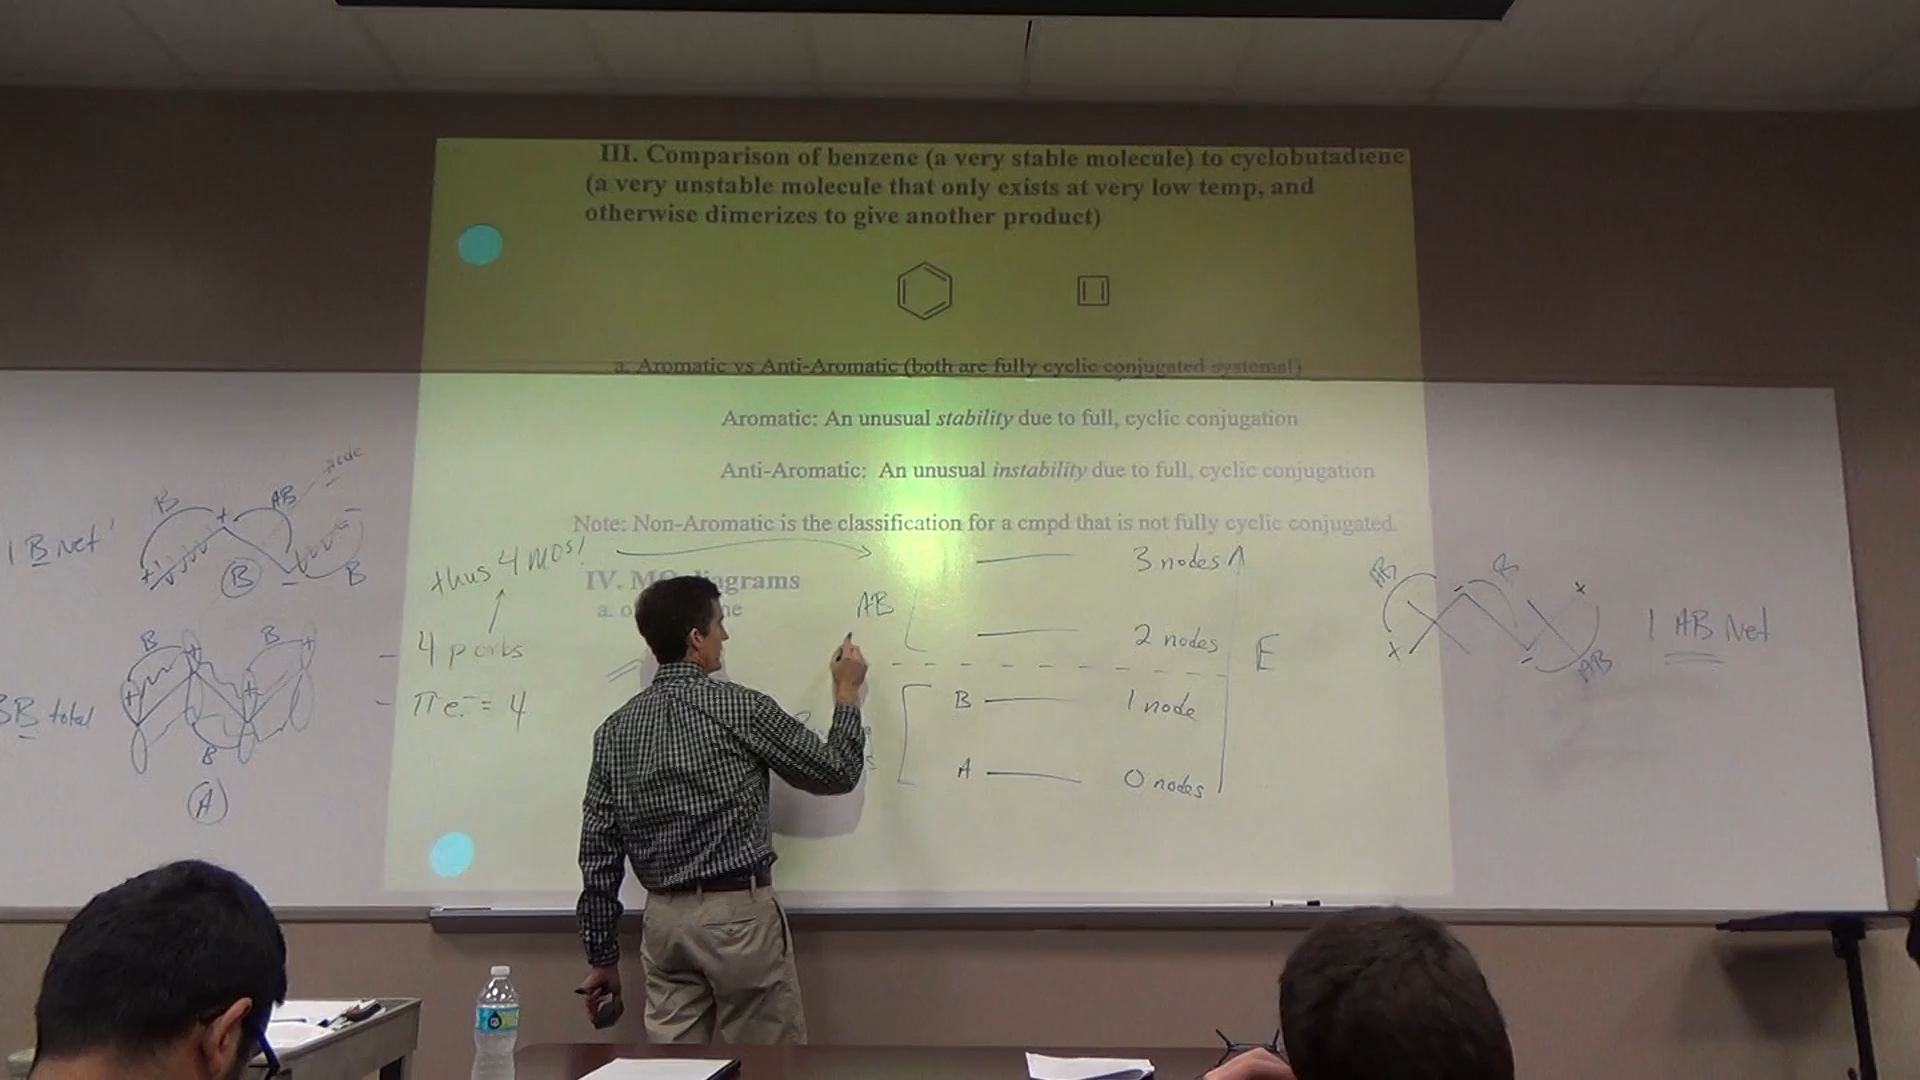 III. Comparison of benzene (a very stable molecule) to cyclobutadiene
(a very unstable molecule that only exists at very low temp, and
otherwise dimerizes to give another product)
a. Aromatic vs Anti-Aromatic (both are fully cyclic conjugated systems!)
Aromatic: An unusual stability due to full, cyclic conjugation
Anti-Aromatic: An unusual instability due to full, cyclic conjugation
Note: Non-Aromatic is the classification for a cmpd that is not fully cyclic conjugated.
IV. M diagrams
a. o
node
B AB
+
1 B Net
+ B - B
B B
+ + + +
3B total
B
A
thus 4 MOs!
- 4 p orbs
- πe⁻ = 4
3 nodes
AB
2 nodes
E
B 1 node
A 0 nodes
AB - B +
+ - AB
1 AB Net